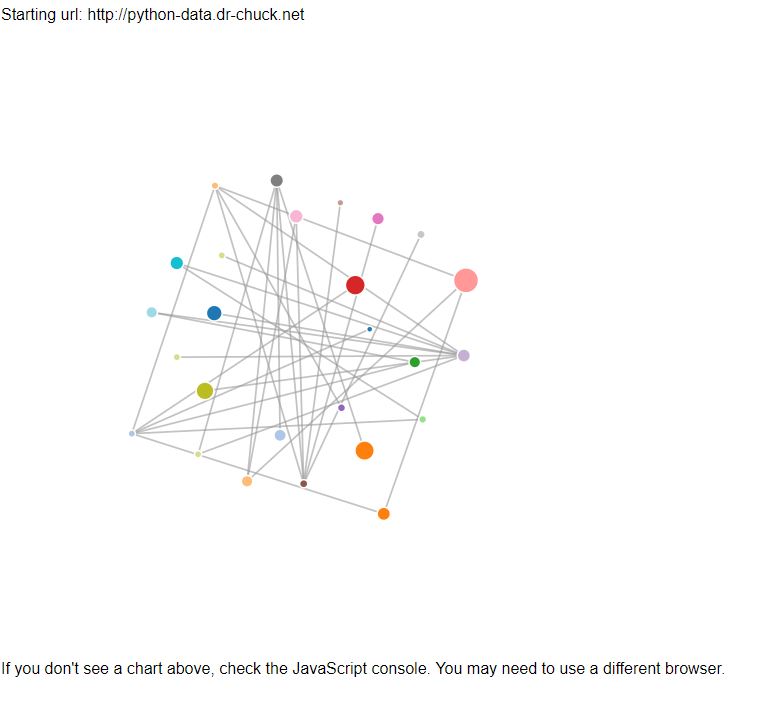 Starting url: http://python-data.dr-chuck.net
If you don't see a chart above, check the JavaScript console. You may need to use a different browser.